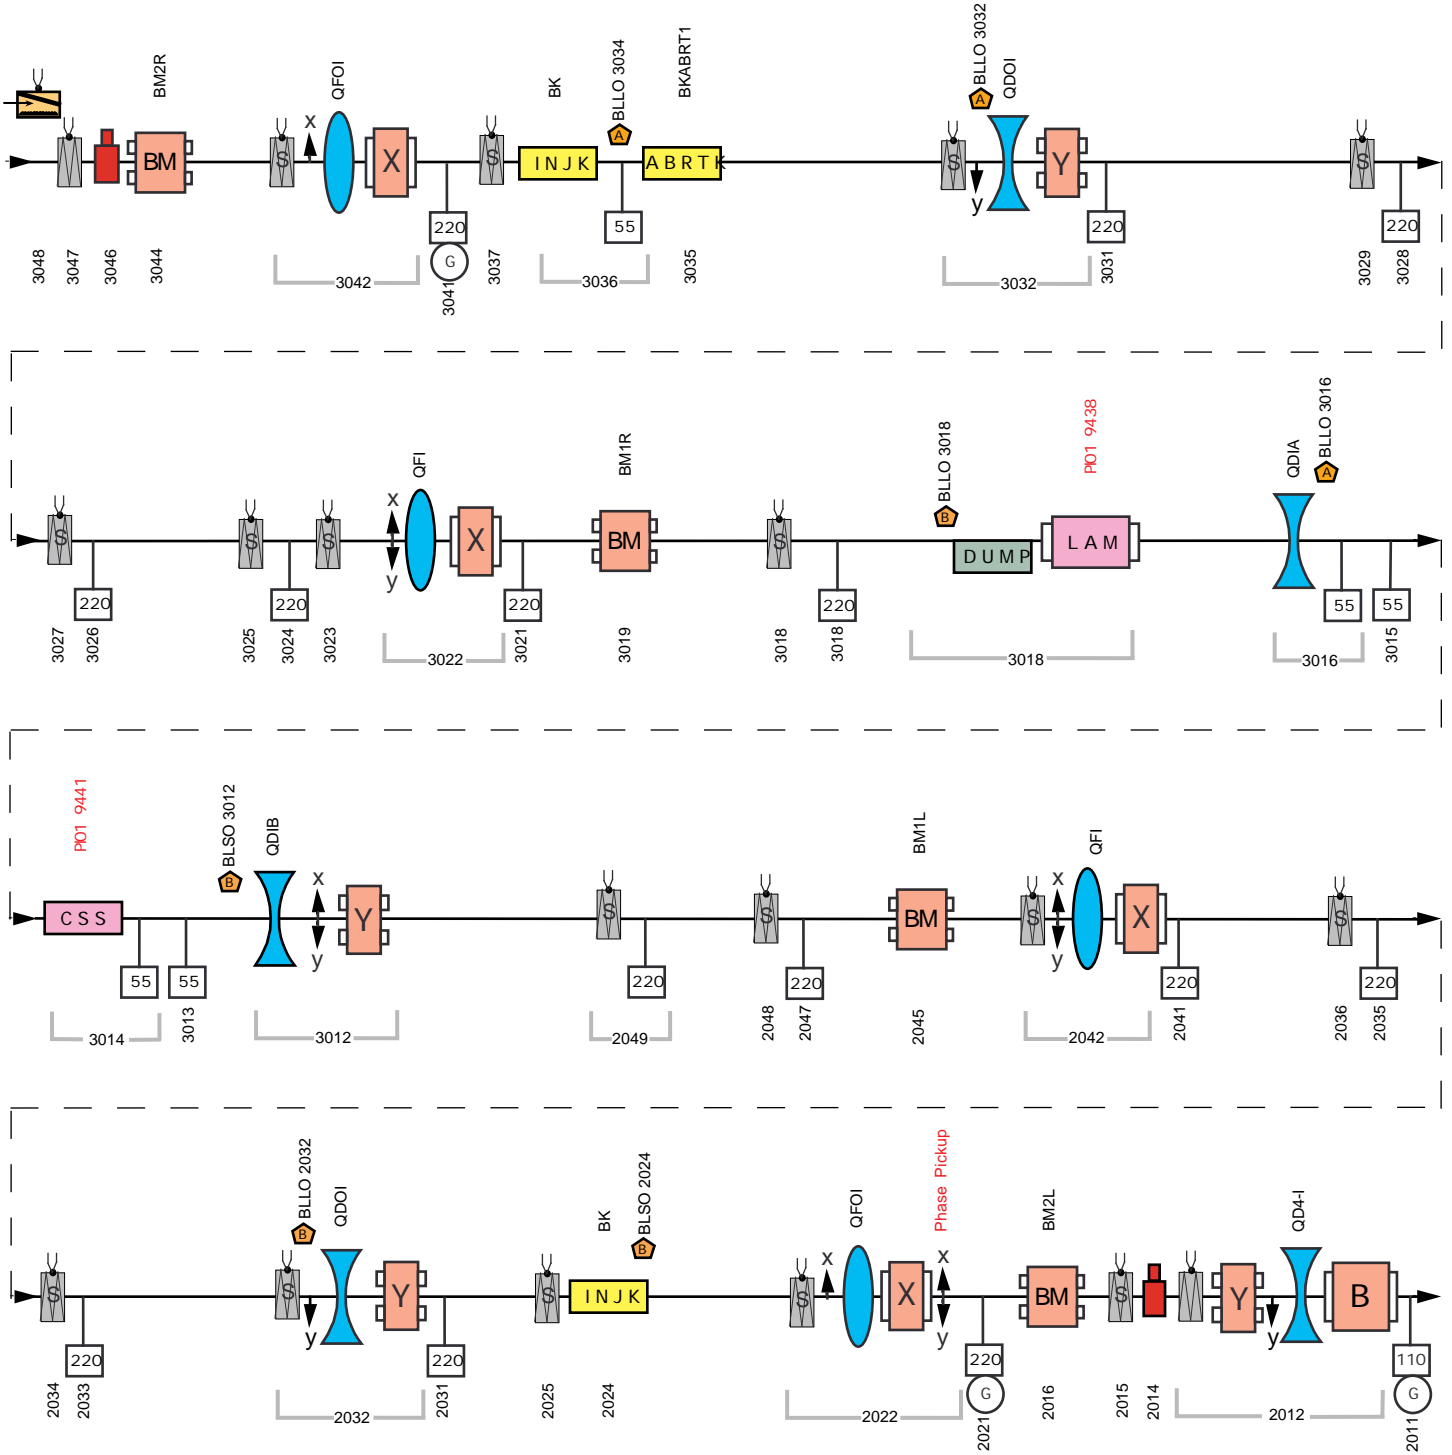 BM2R QFOI BK BLLO 3034 BKABRT1 BLLO 3032 QDOI
A A
x
BM S X S INJK ABRTK S Y S
y
220 55 220 220
G
3048 3047 3046 3044 3042 3041 3037 3036 3035 3032 3031 3029 3028
QFI BM1R BLLO 3018 PIO1 9438 QDIA BLLO 3016
B A
x
S S S X BM S DUMP LAM
y
220 220 220 220 55 55
3027 3026 3025 3024 3023 3022 3021 3019 3018 3018 3018 3016 3015
PIO1 9441 BLSO 3012 QDIB BM1L QFI
B
x x
CSS Y S S BM S X S
y y
55 55 220 220 220 220
3014 3013 3012 2049 2048 2047 2045 2042 2041 2036 2035
BLLO 2032 QDOI BK BLSO 2024 QFOI Phase Pickup BM2L QD4-I
B B
x x
S S Y S INJK S X BM S Y B
y y y
220 220 220 110
G G
2034 2033 2032 2031 2025 2024 2022 2021 2016 2015 2014 2012 2011